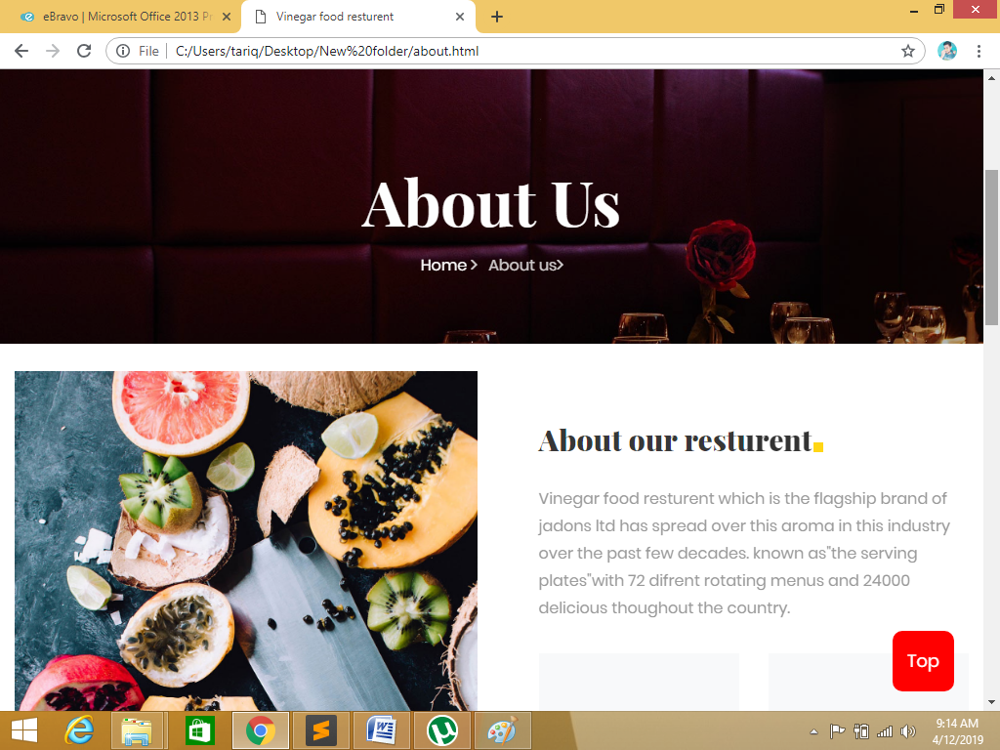 eBravo | Microsoft Office 2013 Pr
Vinegar food resturent
File
C:/Users/tariq/Desktop/New%20folder/about.html
About Us
Home > About us>
About our resturent
Vinegar food resturent which is the flagship brand of
jadons ltd has spread over this aroma in this industry
over the past few decades. known as"the serving
plates"with 72 difrent rotating menus and 24000
delicious thoughout the country.
Top
9:14 AM
4/12/2019